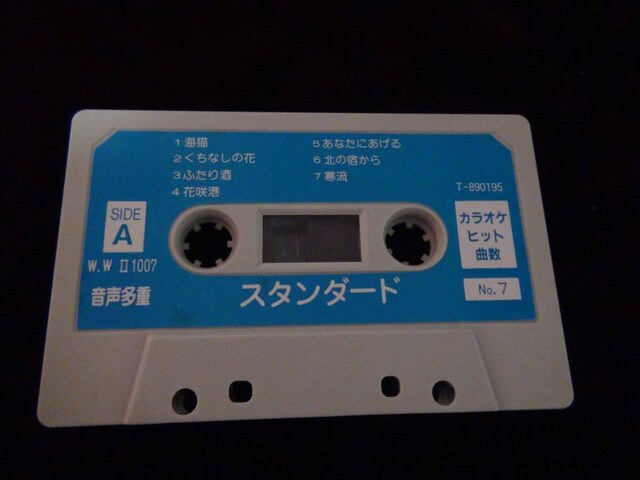 1 海猫
2 くちなしの花
3 ふたり酒
4 花咲港
5 あなたにあげる
6 北の宿から
7 寒流
T-890195
SIDE
A
W.W II 1007
音声多重
スタンダード
カラオケ
ヒット
曲数
No.7